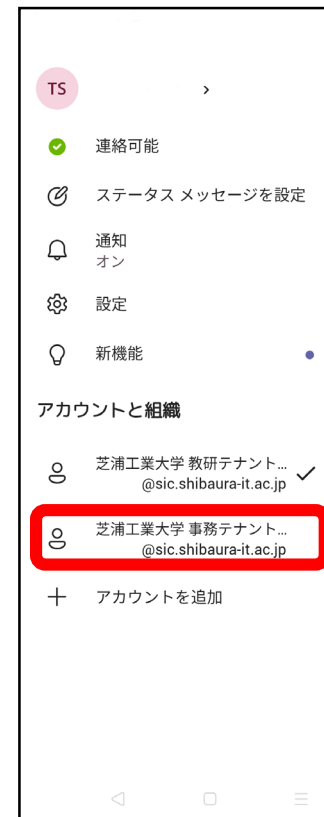 TS
連絡可能
ステータス メッセージを設定
通知
オン
設定
新機能
アカウントと組織
芝浦工業大学 教研テナント...
@sic.shibaura-it.ac.jp
芝浦工業大学 事務テナント...
@sic.shibaura-it.ac.jp
アカウントを追加